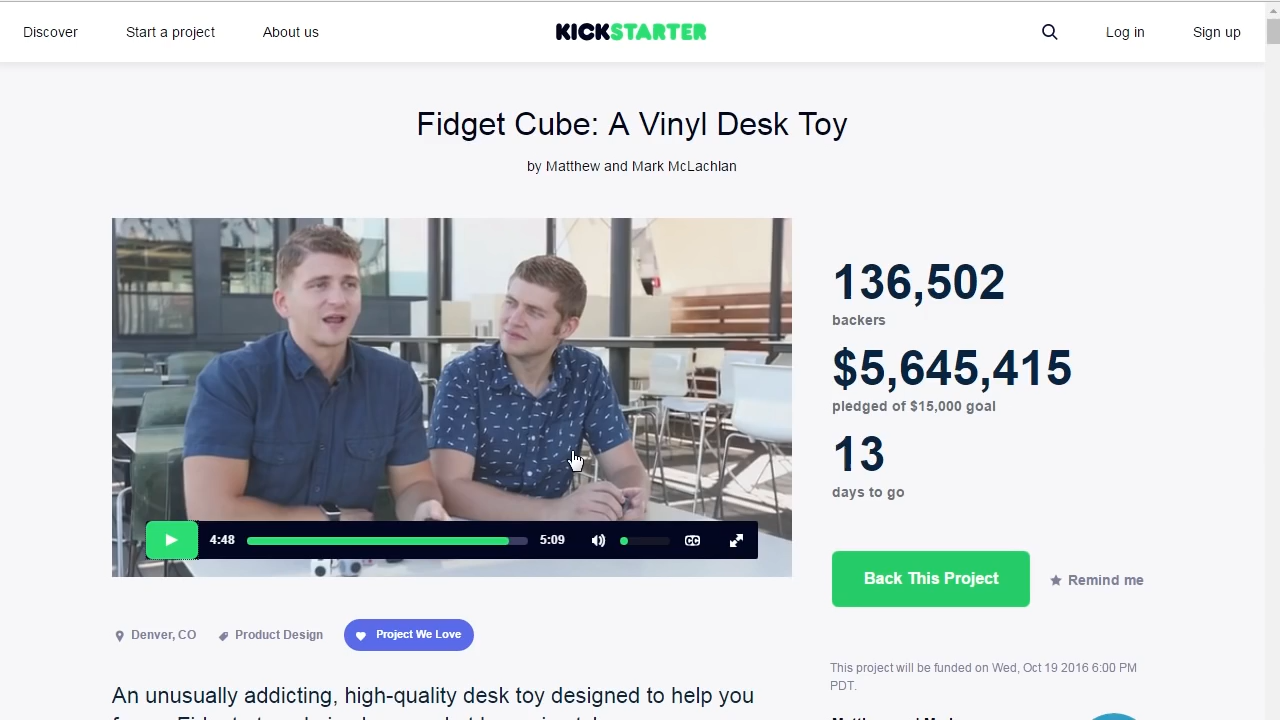 Discover
Start a project
About us
KICKSTARTER
Log in
Sign up
Fidget Cube: A Vinyl Desk Toy
by Matthew and Mark McLachlan
136,502
backers
$5,645,415
pledged of $15,000 goal
13
days to go
4:48
5:09
CC
Back This Project
Remind me
Denver, CO
Product Design
Project We Love
This project will be funded on Wed, Oct 19 2016 6:00 PM
PDT.
An unusually addicting, high-quality desk toy designed to help you